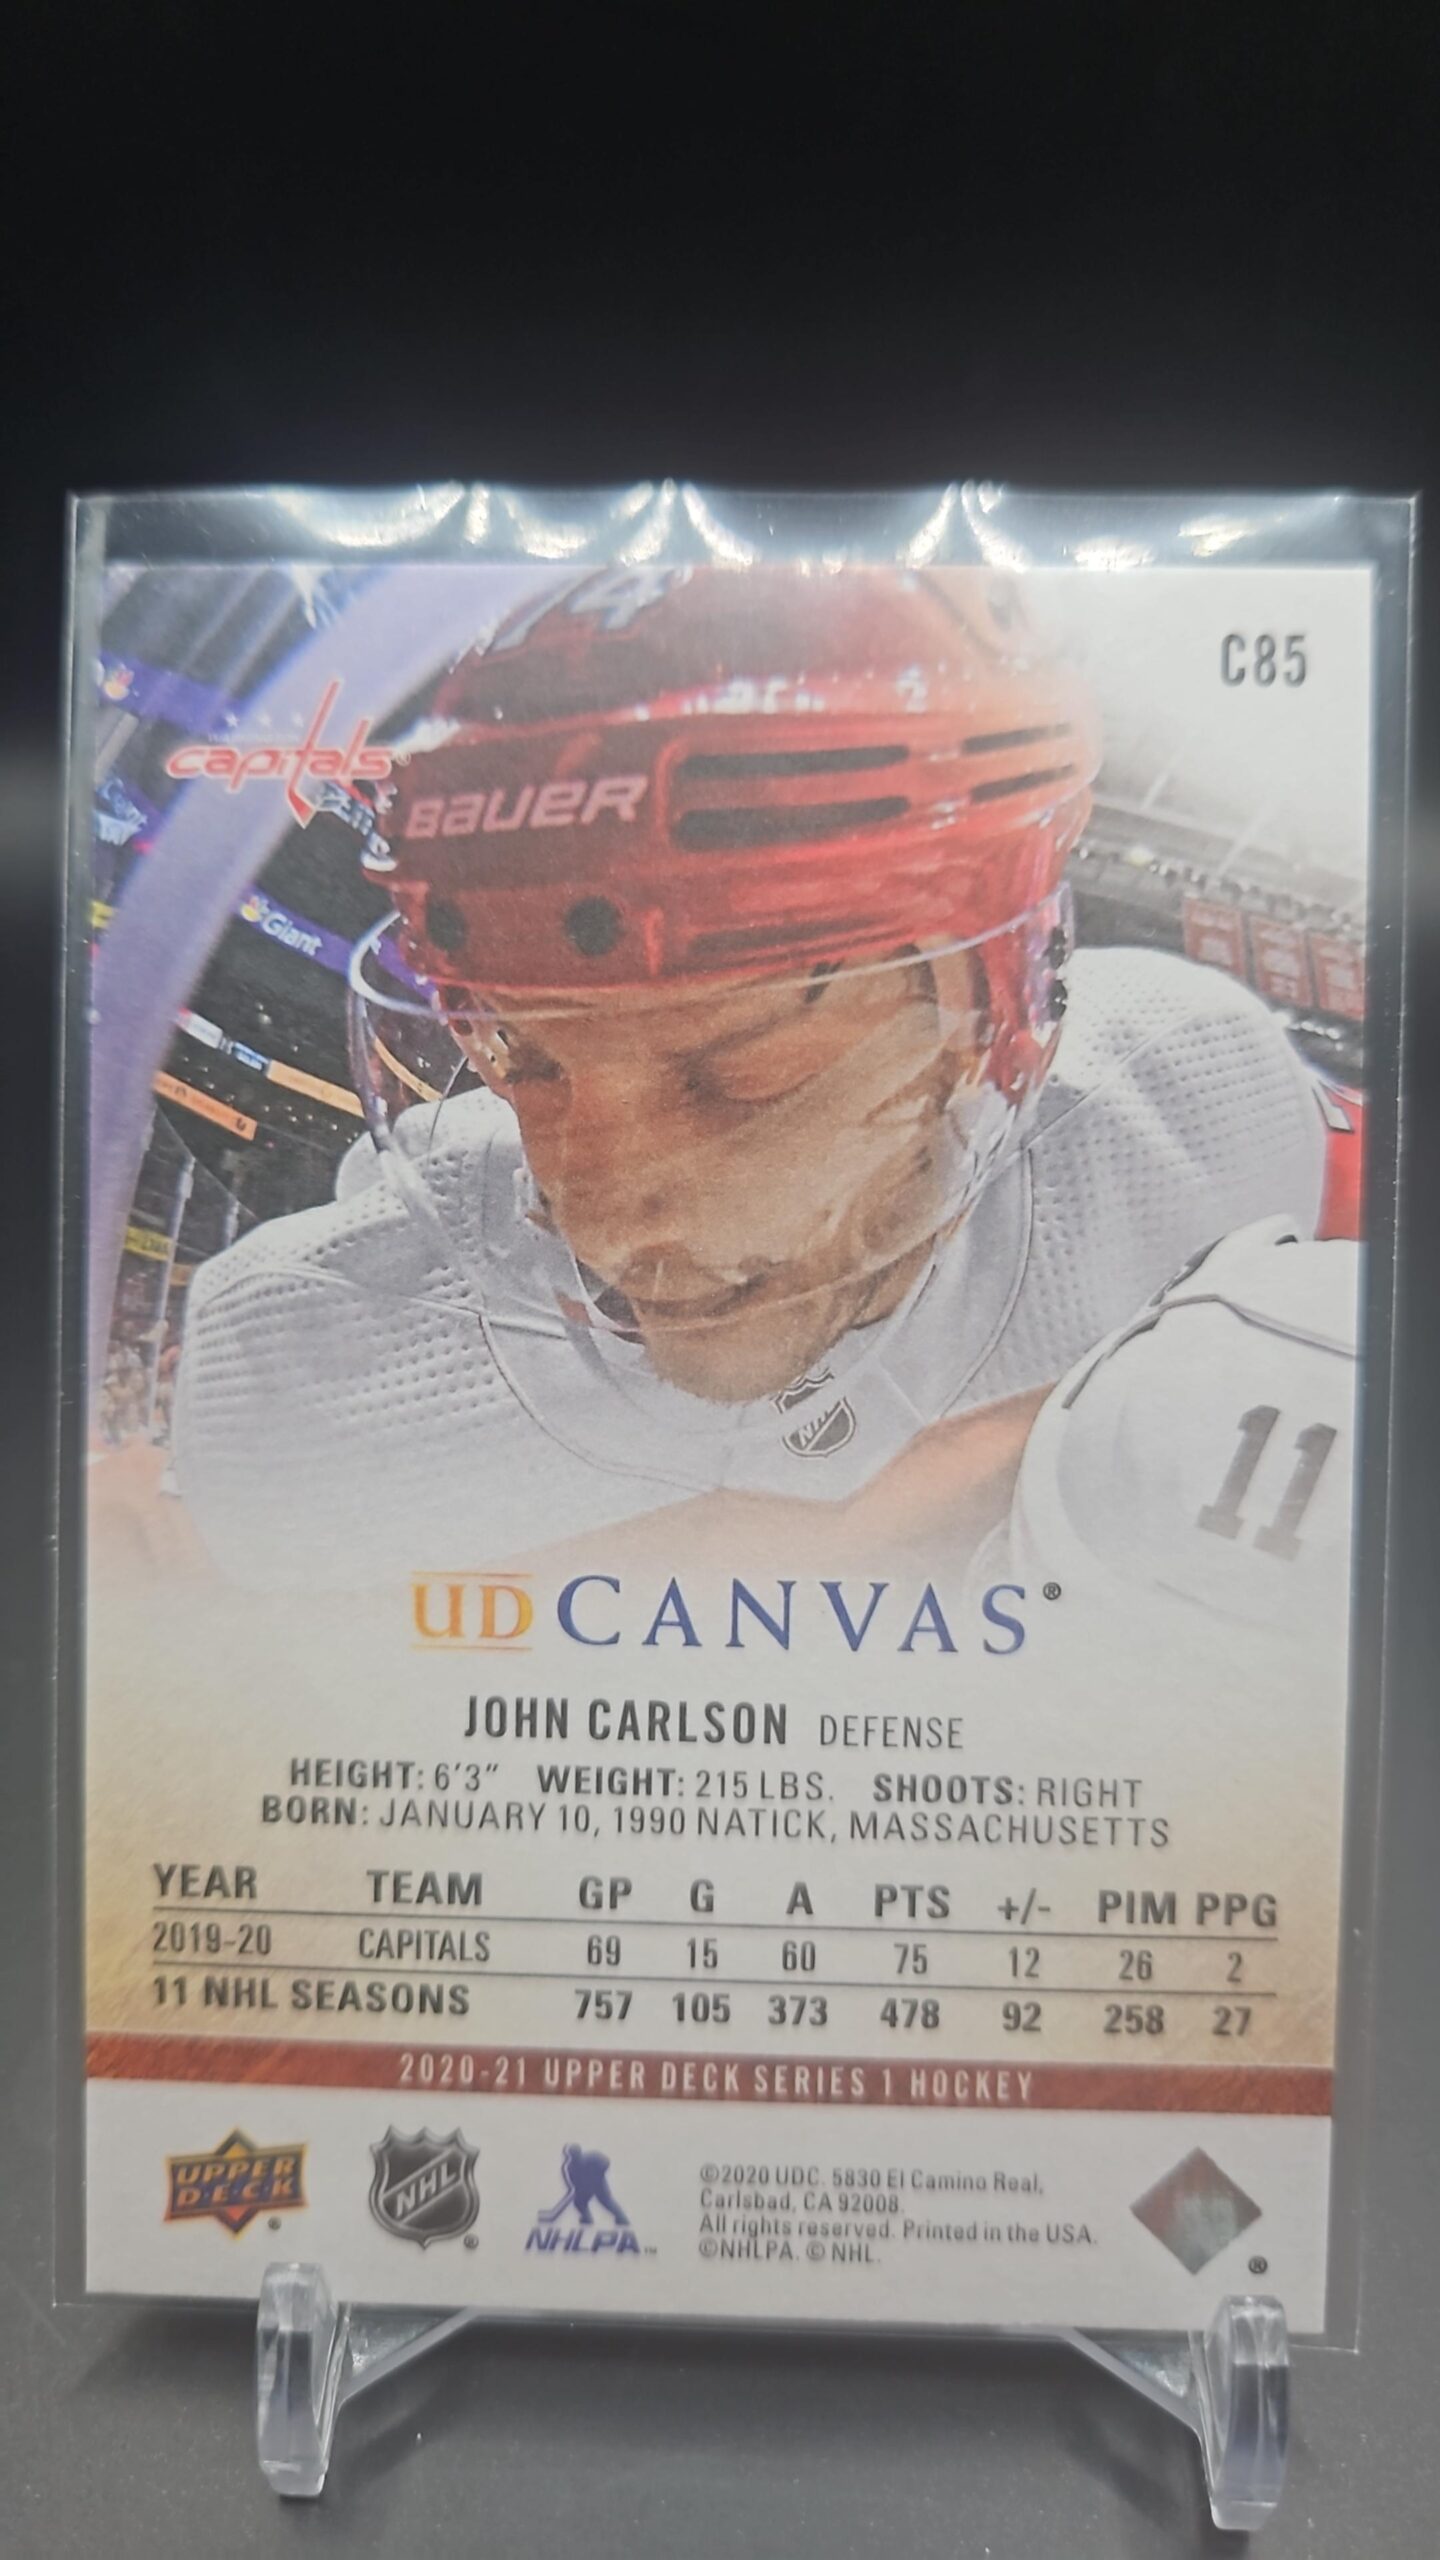 74
C85
capitals
BAUER
Giant
NHL
11
UD CANVAS®
JOHN CARLSON DEFENSE
HEIGHT: 6'3" WEIGHT: 215 LBS. SHOOTS: RIGHT
BORN: JANUARY 10, 1990 NATICK, MASSACHUSETTS
YEAR TEAM GP G A PTS +/- PIM PPG
2019-20 CAPITALS 69 15 60 75 12 26 2
11 NHL SEASONS 757 105 373 478 92 258 27
2020-21 UPPER DECK SERIES 1 HOCKEY
UPPER
D·E·C·K
®
NHL
®
NHLPA™
©2020 UDC. 5830 El Camino Real,
Carlsbad, CA 92008.
All rights reserved. Printed in the USA.
©NHLPA. © NHL.
®